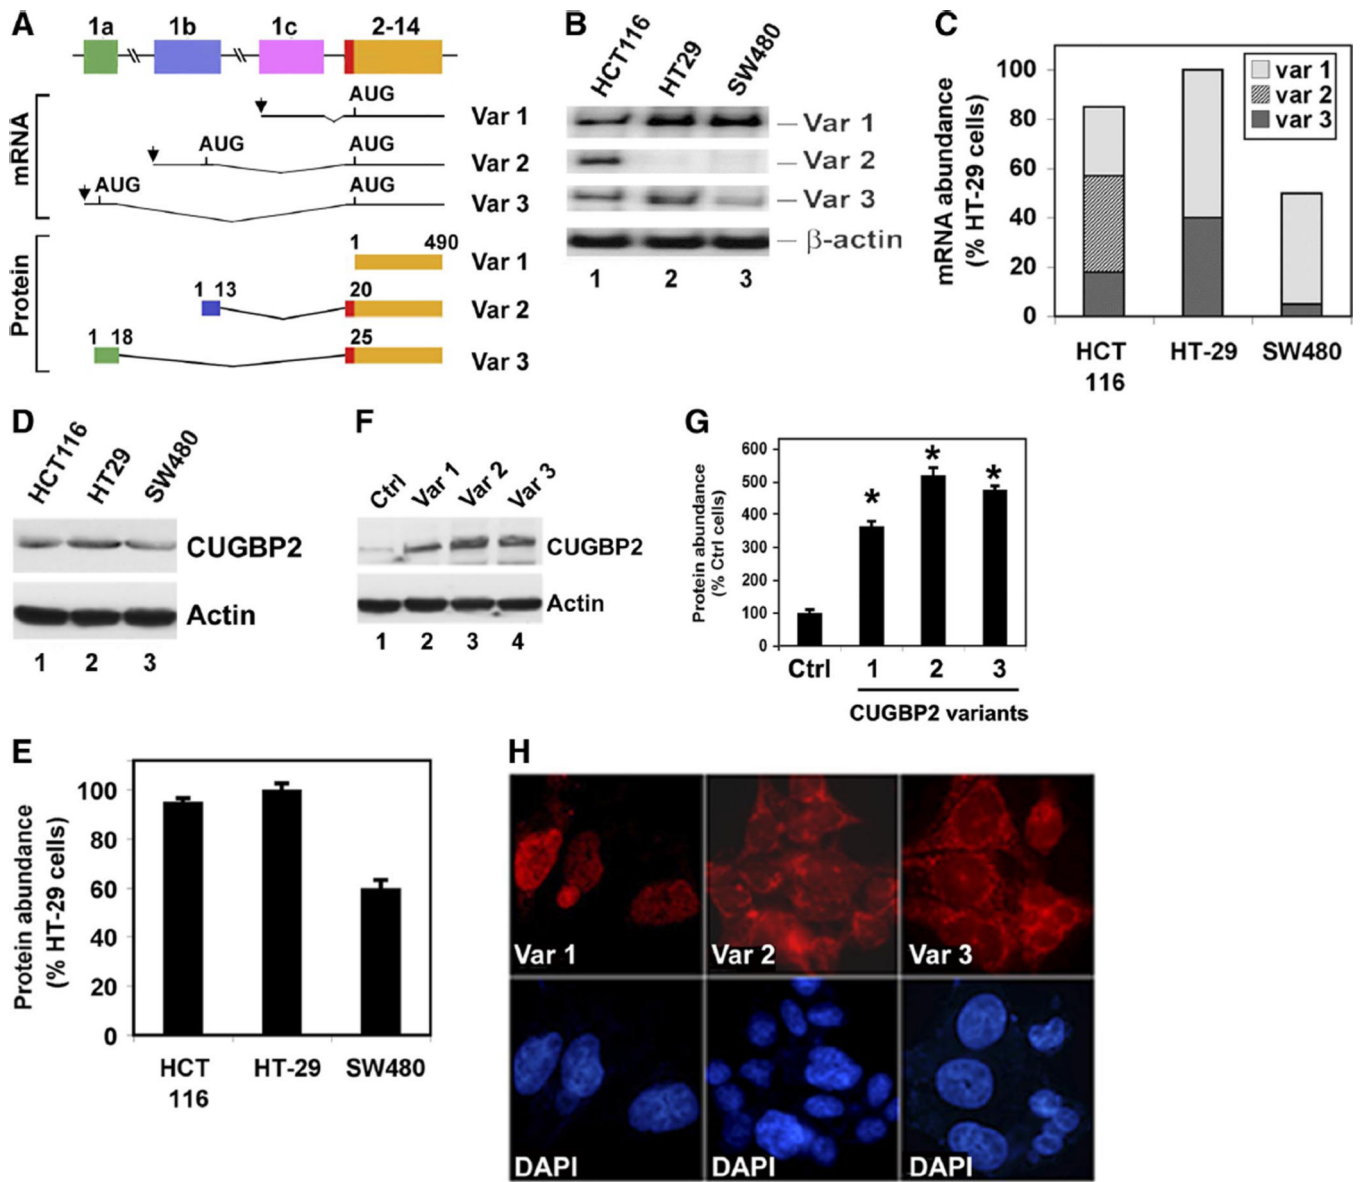 A
1a
1b
1c
2-14
mRNA
AUG
Var 1
AUG
AUG
Var 2
AUG
AUG
Var 3
Protein
1
490
Var 1
1 13
20
Var 2
1 18
25
Var 3
B
HCT116
HT29
SW480
Var 1
Var 2
Var 3
β-actin
1
2
3
C
mRNA abundance
(% HT-29 cells)
100
80
60
40
20
0
var 1
var 2
var 3
HCT
116
HT-29
SW480
D
HCT116
HT29
SW480
CUGBP2
Actin
1
2
3
F
Ctrl
Var 1
Var 2
Var 3
CUGBP2
Actin
1
2
3
4
G
Protein abundance
(% Ctrl cells)
600
500
400
300
200
100
0
*
*
*
Ctrl
1
2
3
CUGBP2 variants
E
Protein abundance
(% HT-29 cells)
100
80
60
40
20
0
HCT
116
HT-29
SW480
H
Var 1
Var 2
Var 3
DAPI
DAPI
DAPI